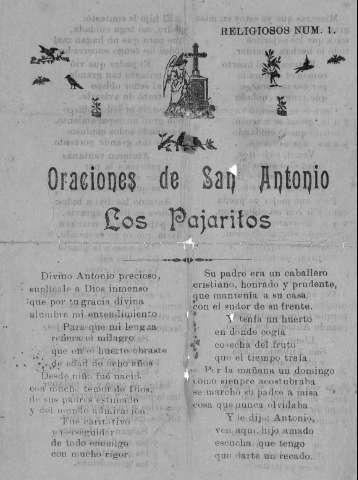 RELIGIOSOS NUM. 1.
Oraciones de San Antonio
Los Pajaritos
Divino Antonio precioso,
suplícale a Dios inmenso
que por tu gracia divina
alumbre mi entendimiento
Para que mi lengua
refiera el milagro
que en el huerto obraste
de edad de ocho años
Desde niño fué nacido
con mucho temor de Dios,
de sus padres estimado
y del mundo admiración
Fue caritativo
y perseguidor
de todo enemigo
con mucho rigor.
Su padre era un caballero
cristiano, honrado y prudente,
que mantenia a su casa
con el sudor de su frente.
Y tenía un huerto
en donde cogía
cosecha del fruto
que el tiempo traía
Por la mañana un domingo
como siempre acostubraba
se marchó su padre a misa
cosa que nunca olvidaba
Y le dijo: Antonio,
ven aquí, hijo amado
escucha que tengo
que darte un recado.